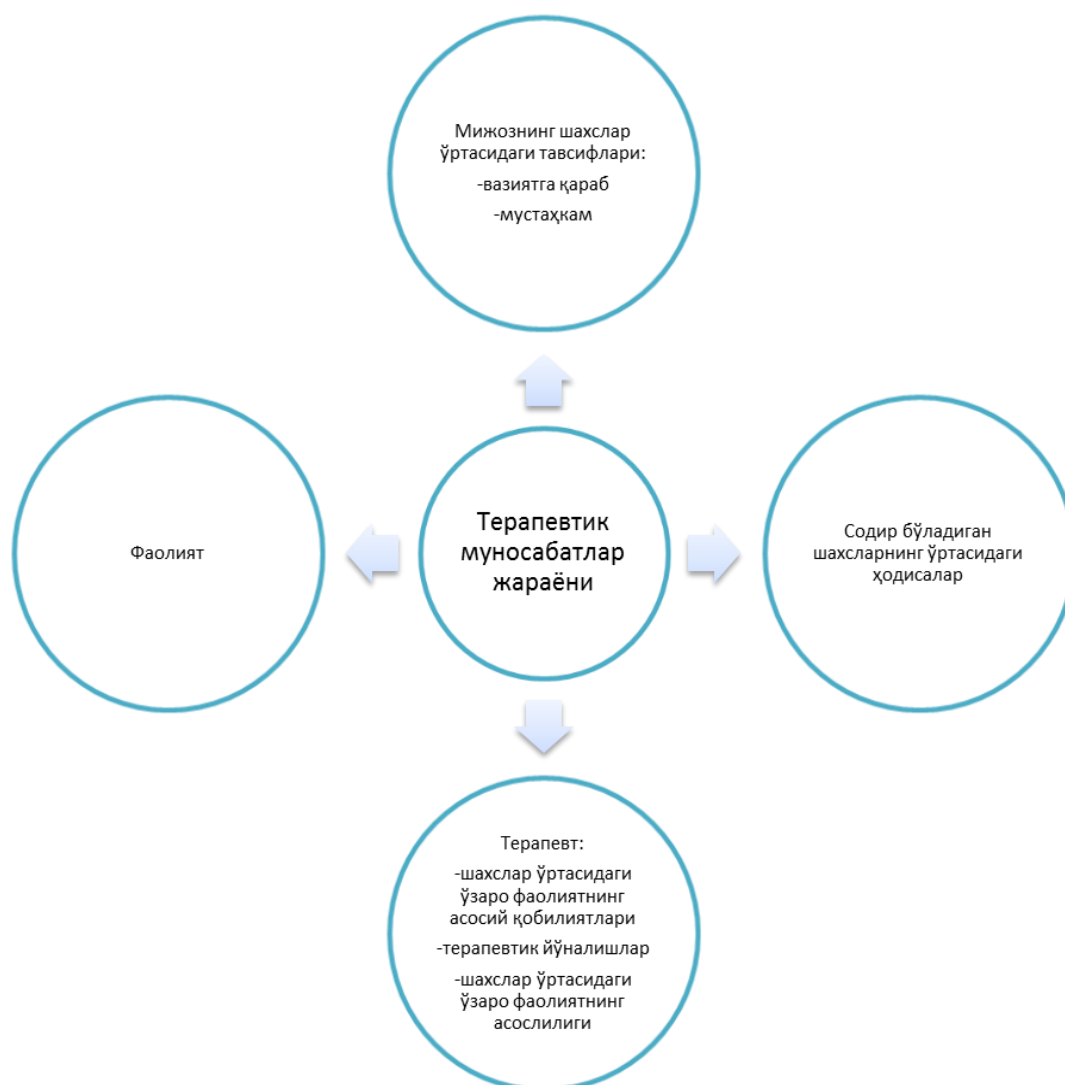 Мижознинг шахслар
ўртасидаги тавсифлари:
-вазиятга қараб
-мустаҳкам
Фаолият
Терапевтик
муносабатлар
жараёни
Содир бўладиган
шахсларнинг ўртасидаги
ҳодисалар
Терапевт:
-шахслар ўртасидаги
ўзаро фаолиятнинг
асосий қобилиятлари
-терапевтик йўналишлар
-шахслар ўртасидаги
ўзаро фаолиятнинг
асослилиги